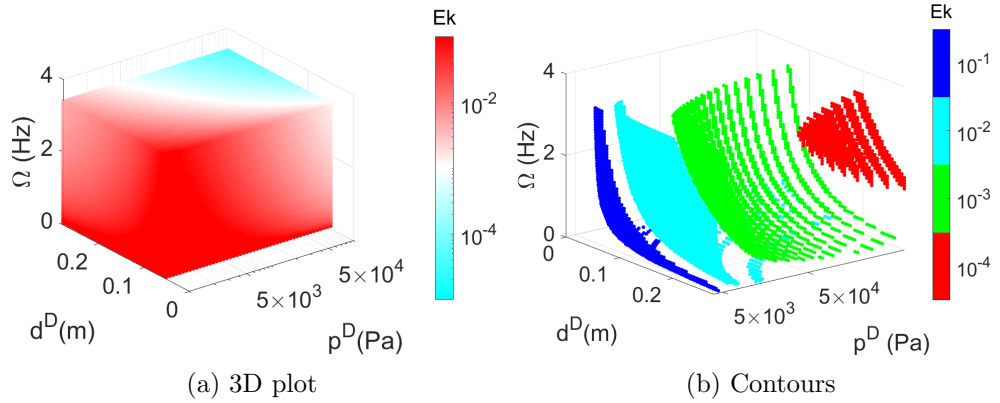 Ek
4
2
0
Ω (Hz)
0.2
0.1
0
d^D(m)
5×10^3
5×10^4
p^D(Pa)
10^-2
10^-4
(a) 3D plot
Ek
4
2
0
Ω (Hz)
0
0.1
0.2
d^D(m)
5×10^3
5×10^4
p^D (Pa)
10^-1
10^-2
10^-3
10^-4
(b) Contours